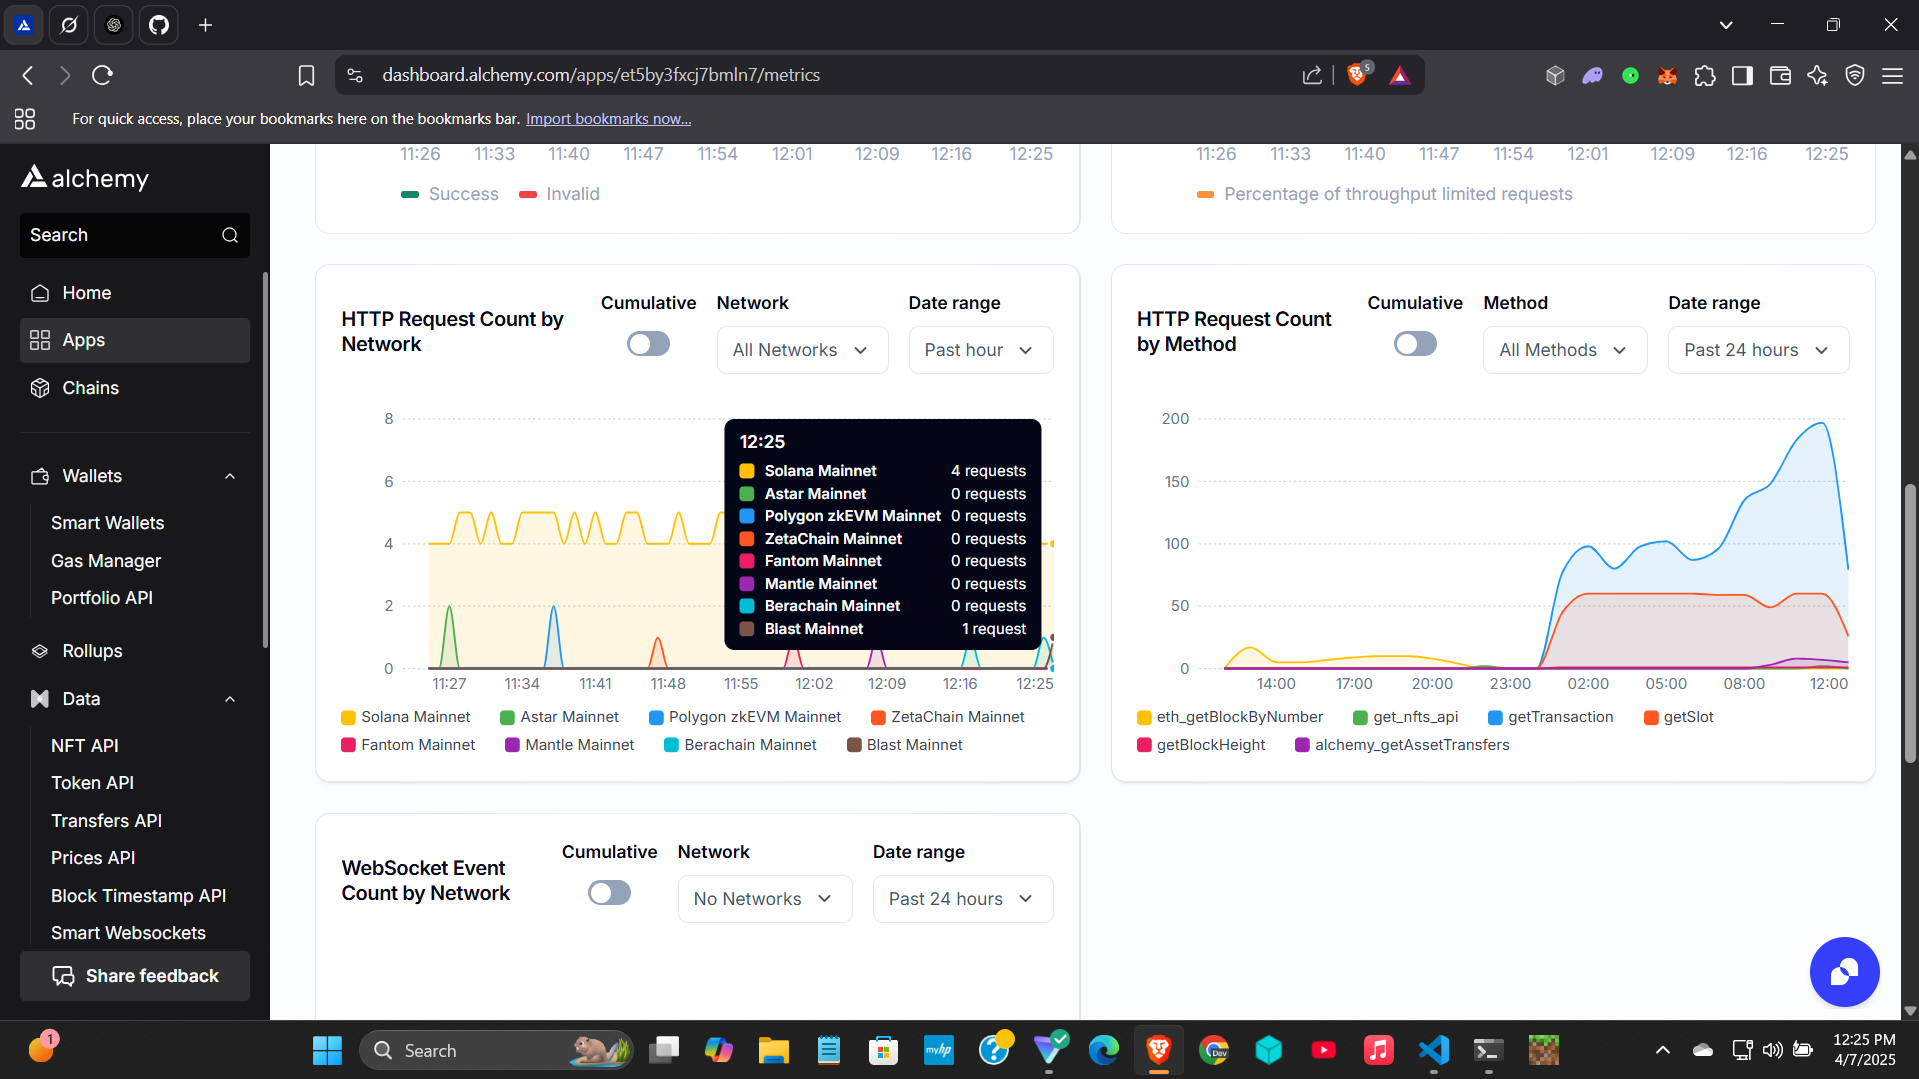 dashboard.alchemy.com/apps/et5by3fxcj7bmln7/metrics
5
For quick access, place your bookmarks here on the bookmarks bar. Import bookmarks now...
alchemy
Search
Home
Apps
Chains
Wallets
Smart Wallets
Gas Manager
Portfolio API
Rollups
Data
NFT API
Token API
Transfers API
Prices API
Block Timestamp API
Smart Websockets
Share feedback
11:26 11:33 11:40 11:47 11:54 12:01 12:09 12:16 12:25
Success Invalid
11:26 11:33 11:40 11:47 11:54 12:01 12:09 12:16 12:25
Percentage of throughput limited requests
HTTP Request Count by
Network
Cumulative
Network
All Networks
Date range
Past hour
8
6
4
2
0
12:25
Solana Mainnet 4 requests
Astar Mainnet 0 requests
Polygon zkEVM Mainnet 0 requests
ZetaChain Mainnet 0 requests
Fantom Mainnet 0 requests
Mantle Mainnet 0 requests
Berachain Mainnet 0 requests
Blast Mainnet 1 request
11:27 11:34 11:41 11:48 11:55 12:02 12:09 12:16 12:25
Solana Mainnet Astar Mainnet Polygon zkEVM Mainnet ZetaChain Mainnet
Fantom Mainnet Mantle Mainnet Berachain Mainnet Blast Mainnet
HTTP Request Count
by Method
Cumulative
Method
All Methods
Date range
Past 24 hours
200
150
100
50
0
14:00 17:00 20:00 23:00 02:00 05:00 08:00 12:00
eth_getBlockByNumber get_nfts_api getTransaction getSlot
getBlockHeight alchemy_getAssetTransfers
WebSocket Event
Count by Network
Cumulative
Network
No Networks
Date range
Past 24 hours
1
Search
myhp
Dev
12:25 PM
4/7/2025